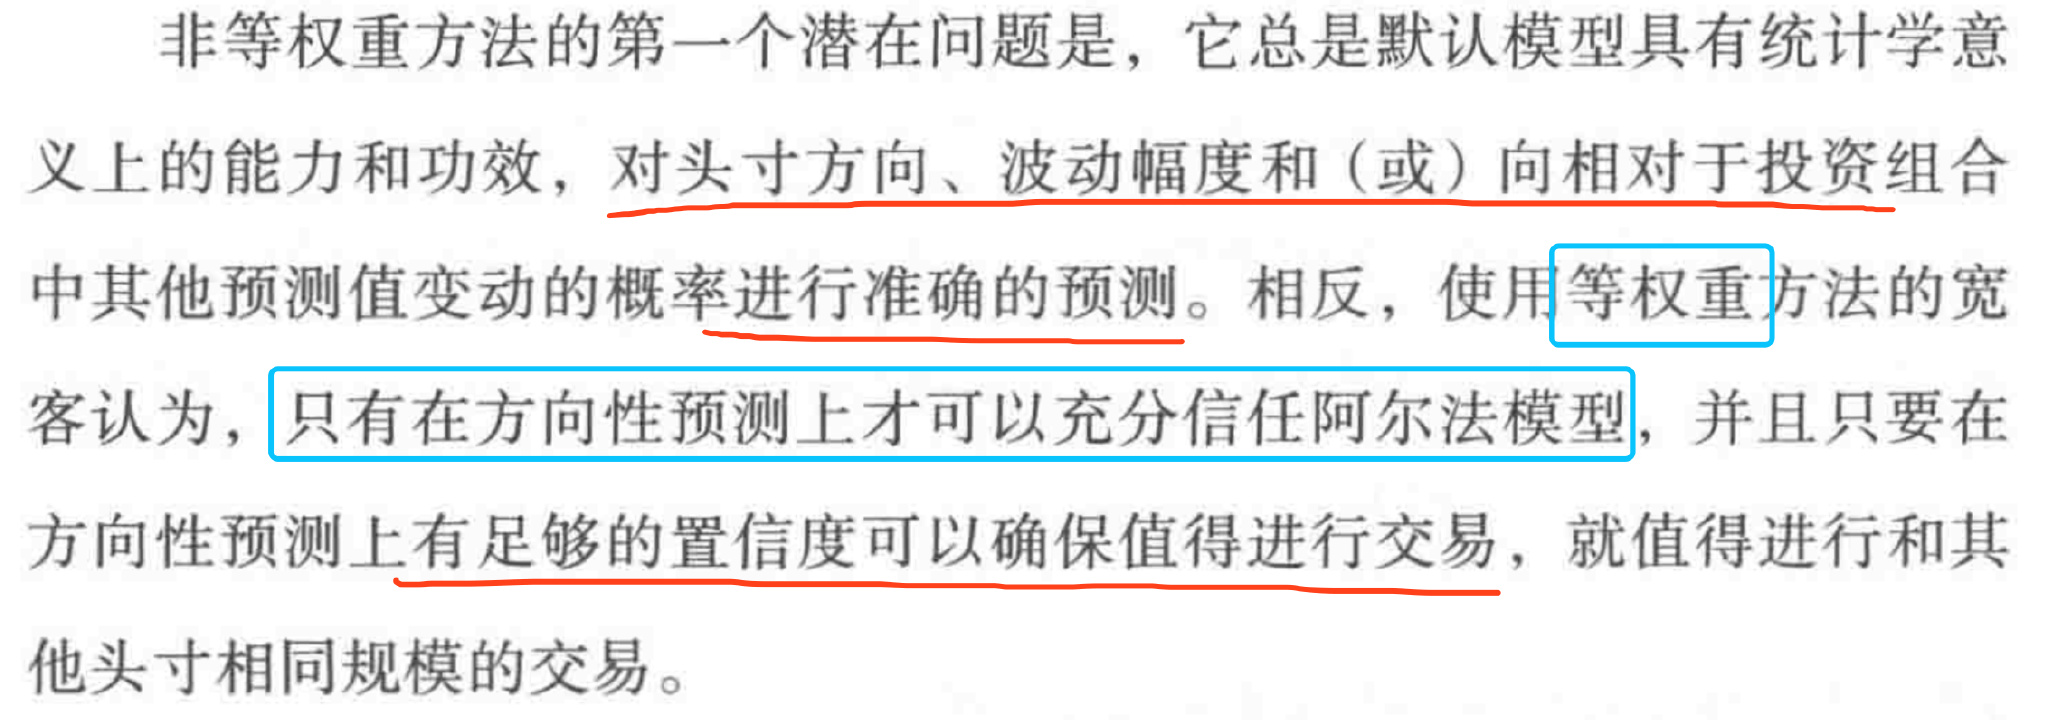 非等权重方法的第一个潜在问题是，它总是默认模型具有统计学意
义上的能力和功效，对头寸方向、波动幅度和（或）向相对于投资组合
中其他预测值变动的概率进行准确的预测。相反，使用等权重方法的宽
客认为，只有在方向性预测上才可以充分信任阿尔法模型，并且只要在
方向性预测上有足够的置信度可以确保值得进行交易，就值得进行和其
他头寸相同规模的交易。